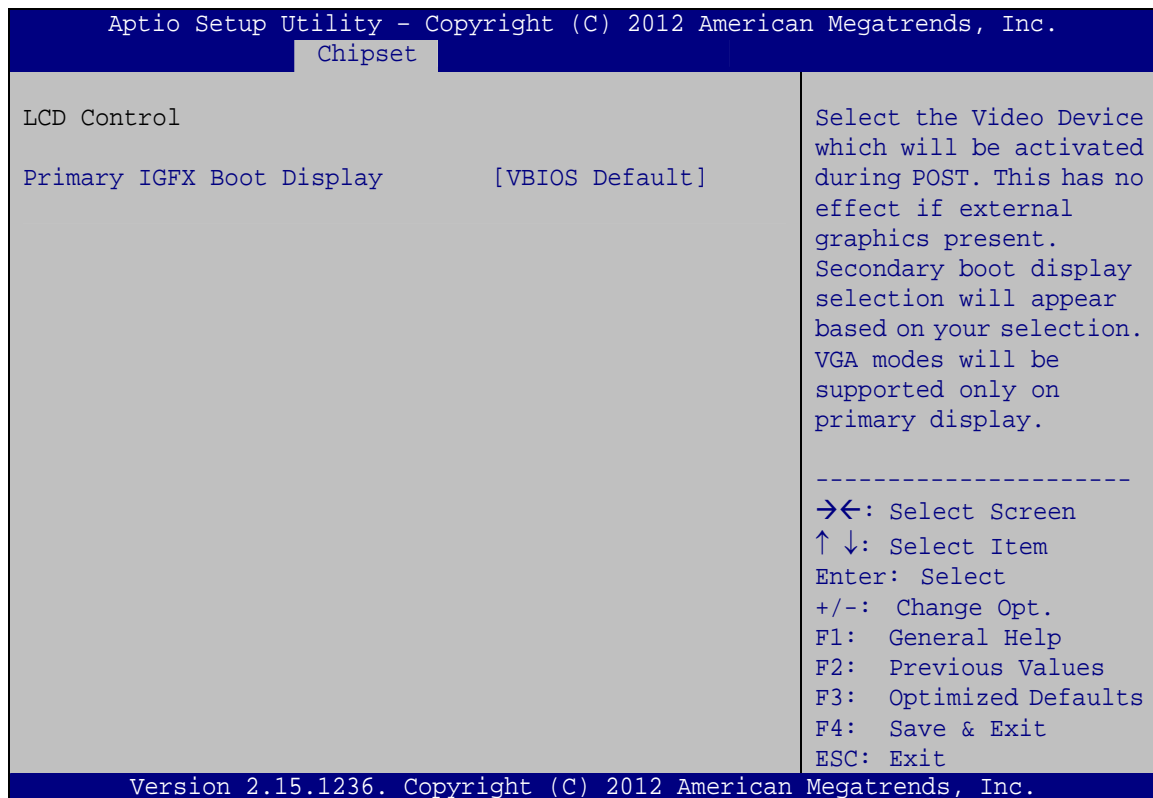 Aptio Setup Utility – Copyright (C) 2012 American Megatrends, Inc.
Chipset
LCD Control
Primary IGFX Boot Display [VBIOS Default]
Select the Video Device
which will be activated
during POST. This has no
effect if external
graphics present.
Secondary boot display
selection will appear
based on your selection.
VGA modes will be
supported only on
primary display.
----------------------
→←: Select Screen
↑ ↓: Select Item
Enter: Select
+/-: Change Opt.
F1: General Help
F2: Previous Values
F3: Optimized Defaults
F4: Save & Exit
ESC: Exit
Version 2.15.1236. Copyright (C) 2012 American Megatrends, Inc.